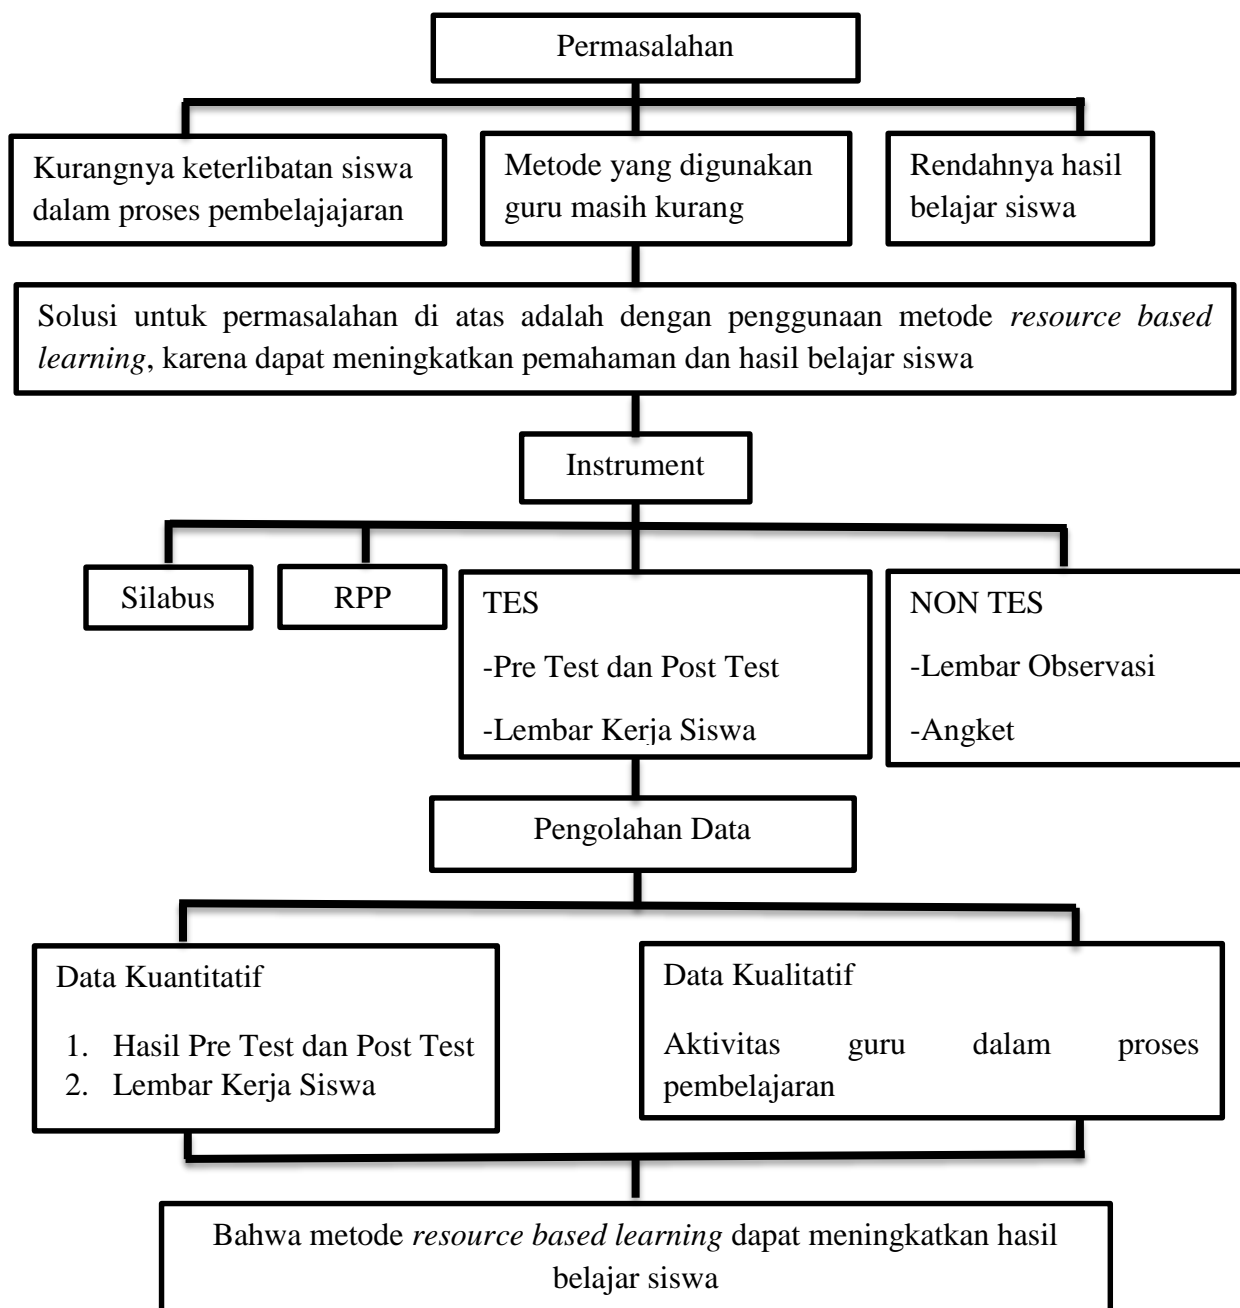 Permasalahan
Kurangnya keterlibatan siswa
dalam proses pembelajajaran
Metode yang digunakan
guru masih kurang
Rendahnya hasil
belajar siswa
Solusi untuk permasalahan di atas adalah dengan penggunaan metode resource based
learning, karena dapat meningkatkan pemahaman dan hasil belajar siswa
Instrument
Silabus
RPP
TES
-Pre Test dan Post Test
-Lembar Kerja Siswa
NON TES
-Lembar Observasi
-Angket
Pengolahan Data
Data Kuantitatif
1. Hasil Pre Test dan Post Test
2. Lembar Kerja Siswa
Data Kualitatif
Aktivitas guru dalam proses
pembelajaran
Bahwa metode resource based learning dapat meningkatkan hasil
belajar siswa